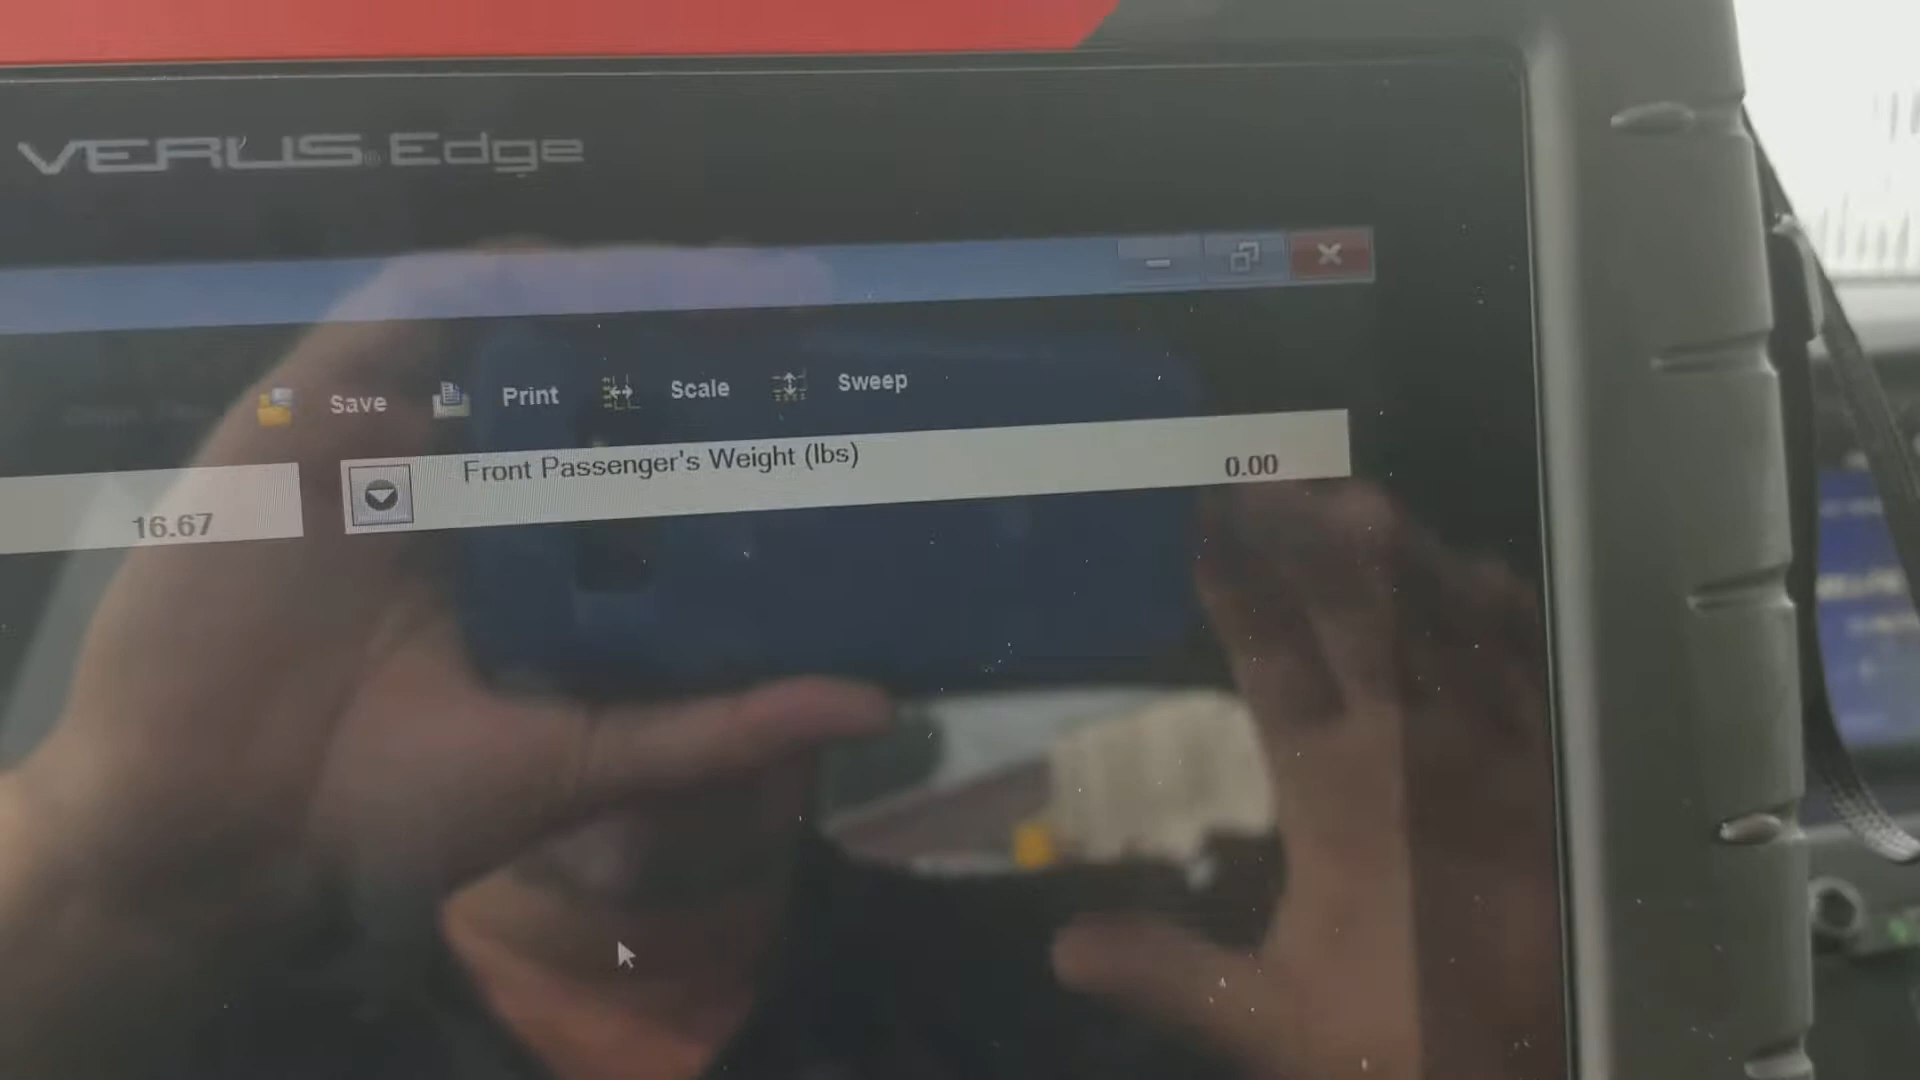 VERUS® Edge
Save Print Scale Sweep
Front Passenger's Weight (lbs) 0.00
16.67